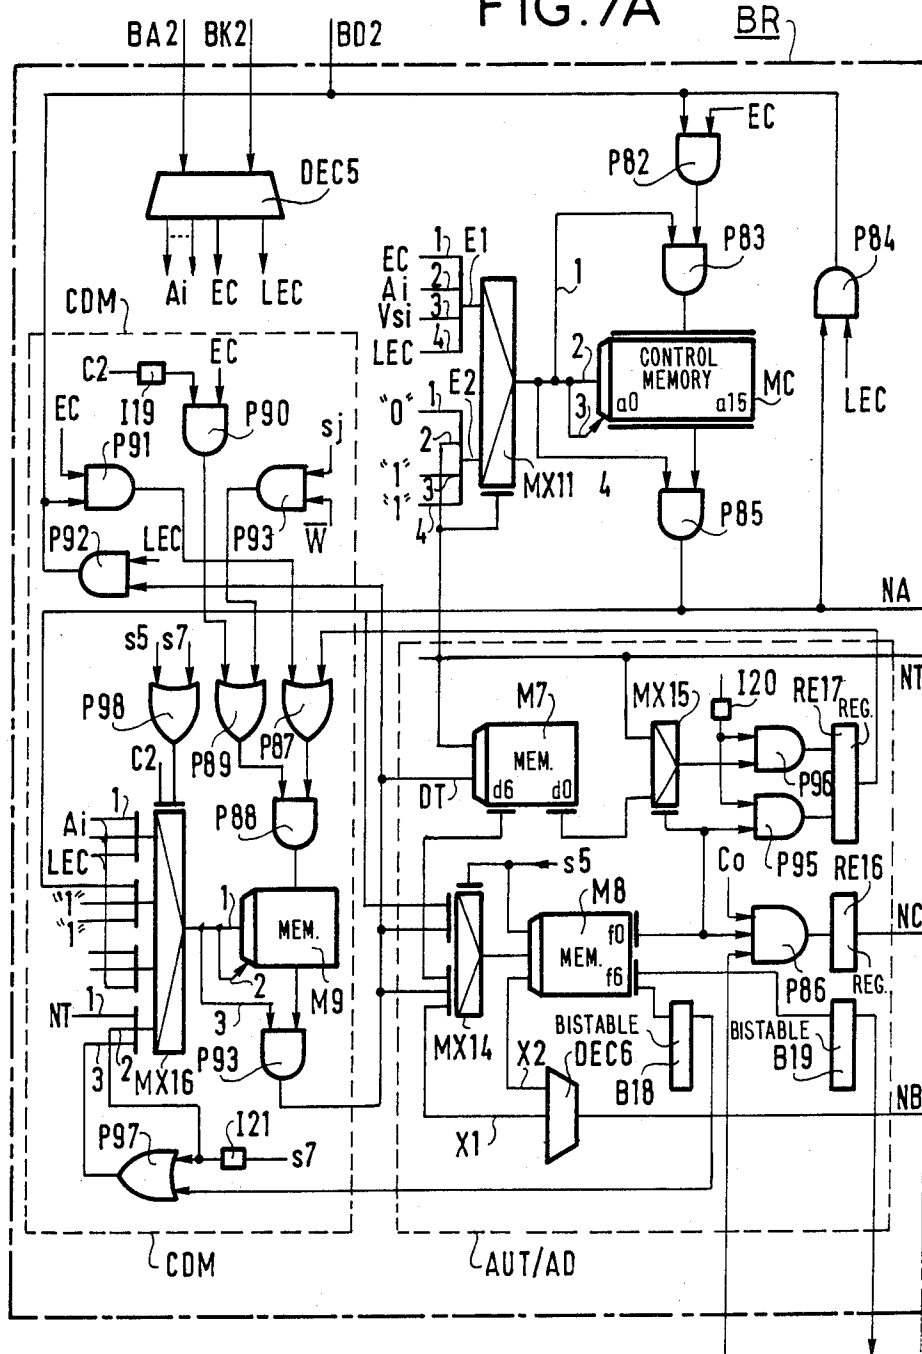 FIG. 7A
BR
BA2 BK2 BD2
EC
P82
DEC5
P83
P84
Ai EC LEC
EC 1 E1
Ai 2
Vsi 3
LEC 4
1
CDM
C2
I19
EC
P90
EC
P91
sj
P93
W̅
P92
LEC
"0" 1 E2
2
"1" 3
"1" 4
MX11
2
3
CONTROL
MEMORY
a0 a15
MC
LEC
4
P85
NA
s5 s7
P98
P89
P87
C2
NT
M7
MX15
I20
RE17
REG.
MEM.
d6 d0
DT
P96
P95
P88
Ai 1
LEC
"1"
"1"
1
MEM.
M9
2
3
NT 1
2
3
MX16
P93
s5
M8
Co
RE16
f0
MEM.
f6
P86
REG.
NC
MX14
BISTABLE
DEC6
B18
BISTABLE
B19
X2
X1
NB
P97
I21
s7
CDM
AUT/AD